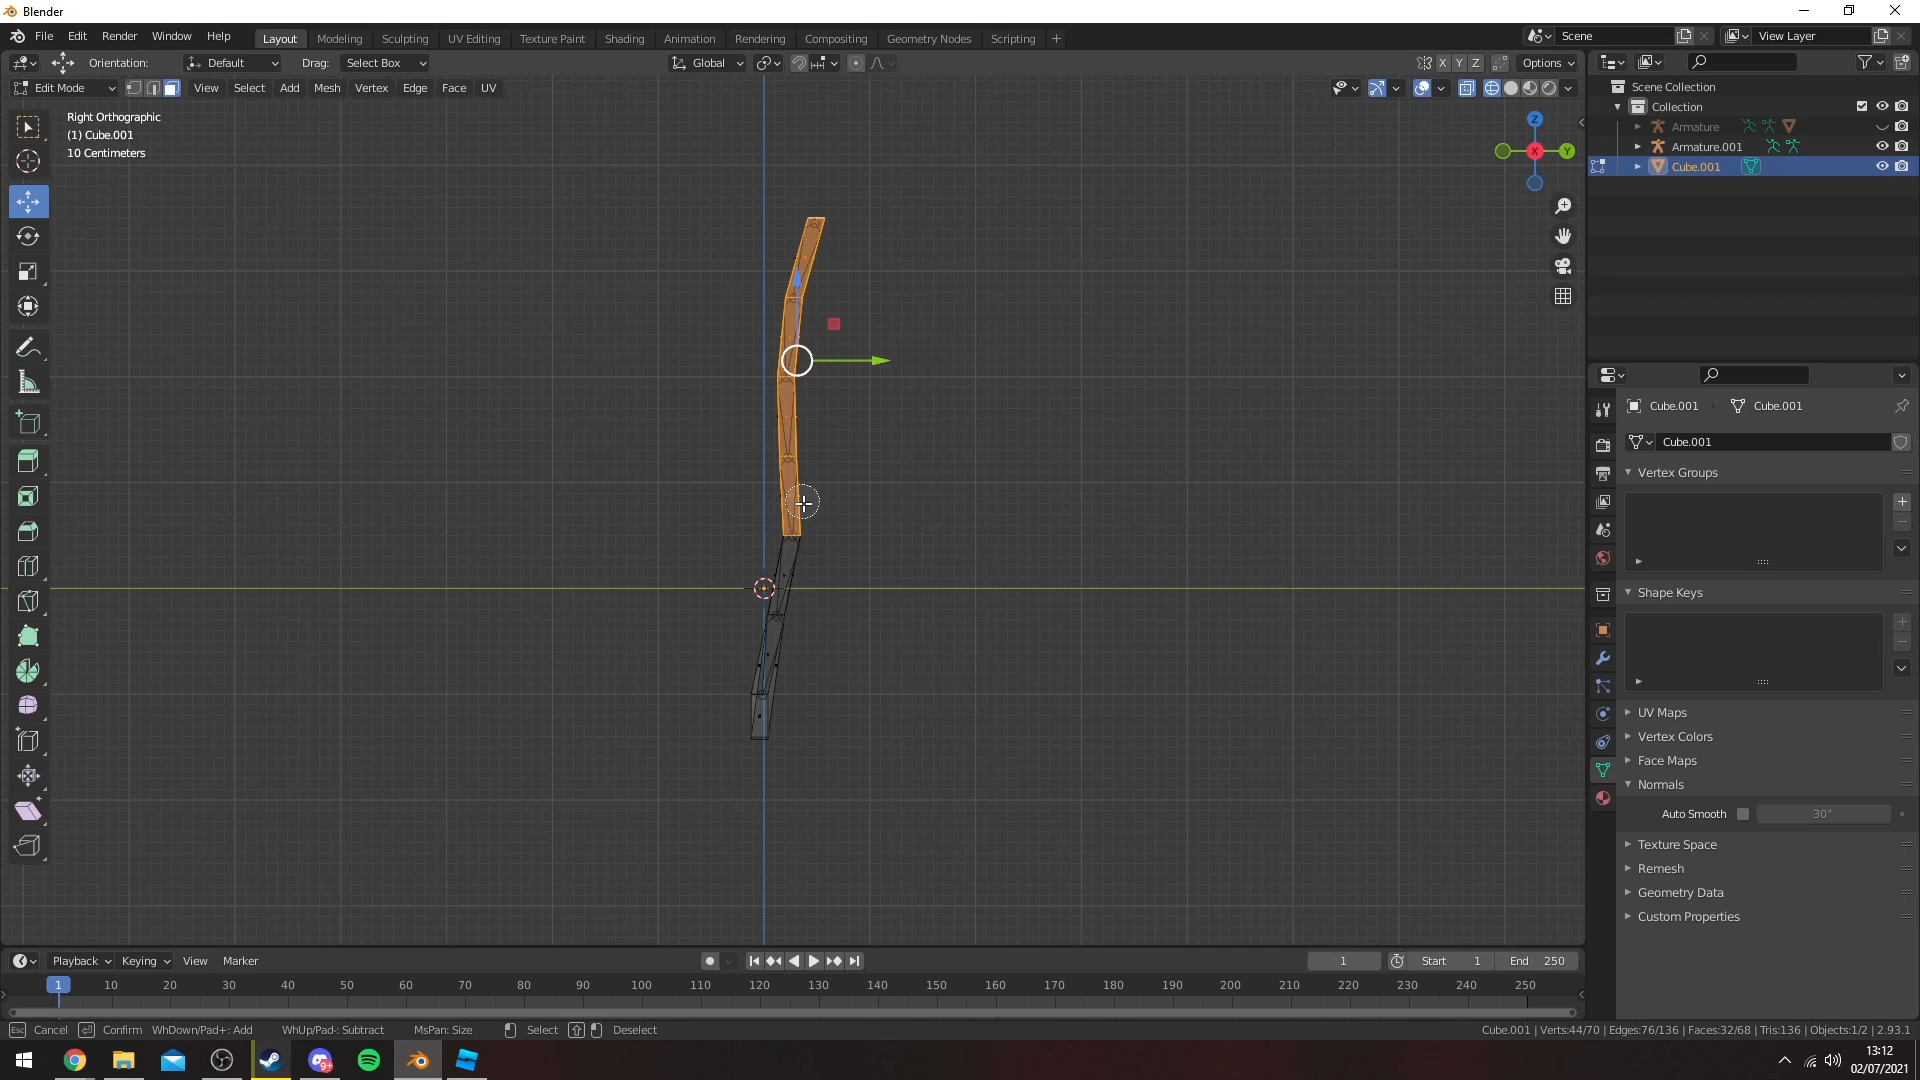 Blender
File Edit Render Window Help Layout Modeling Sculpting UV Editing Texture Paint Shading Animation Rendering Compositing Geometry Nodes Scripting + Scene View Layer
Orientation: Default Drag: Select Box Global X Y Z Options
Edit Mode View Select Add Mesh Vertex Edge Face UV
Right Orthographic
(1) Cube.001
10 Centimeters
Z
Y
X
Scene Collection
Collection
Armature
Armature.001
Cube.001
Cube.001 Cube.001
Cube.001
Vertex Groups
Shape Keys
UV Maps
Vertex Colors
Face Maps
Normals
Auto Smooth 30°
Texture Space
Remesh
Geometry Data
Custom Properties
Playback Keying View Marker 1 Start 1 End 250
1 10 20 30 40 50 60 70 80 90 100 110 120 130 140 150 160 170 180 190 200 210 220 230 240 250
Esc Cancel Confirm WhDown/Pad+: Add WhUp/Pad-: Subtract MsPan: Size Select Deselect Cube.001 | Verts:44/70 | Edges:76/136 | Faces:32/68 | Tris:136 | Objects:1/2 | 2.93.1
9+
13:12
02/07/2021